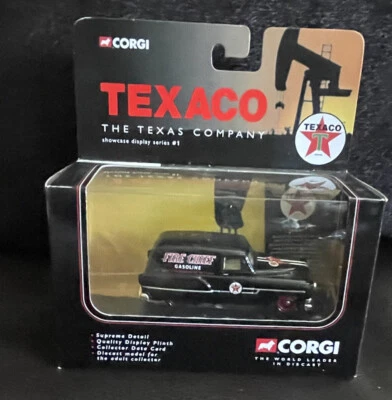 CORGI
TEXACO
THE TEXAS COMPANY
showcase display series #1
TEXACO
T
FIRE CHIEF
GASOLINE
• Supreme Detail
• Quality Display Plinth
• Collector Data Card
• Diecast model for
the adult collector
CORGI
THE WORLD LEADER
IN DIECAST